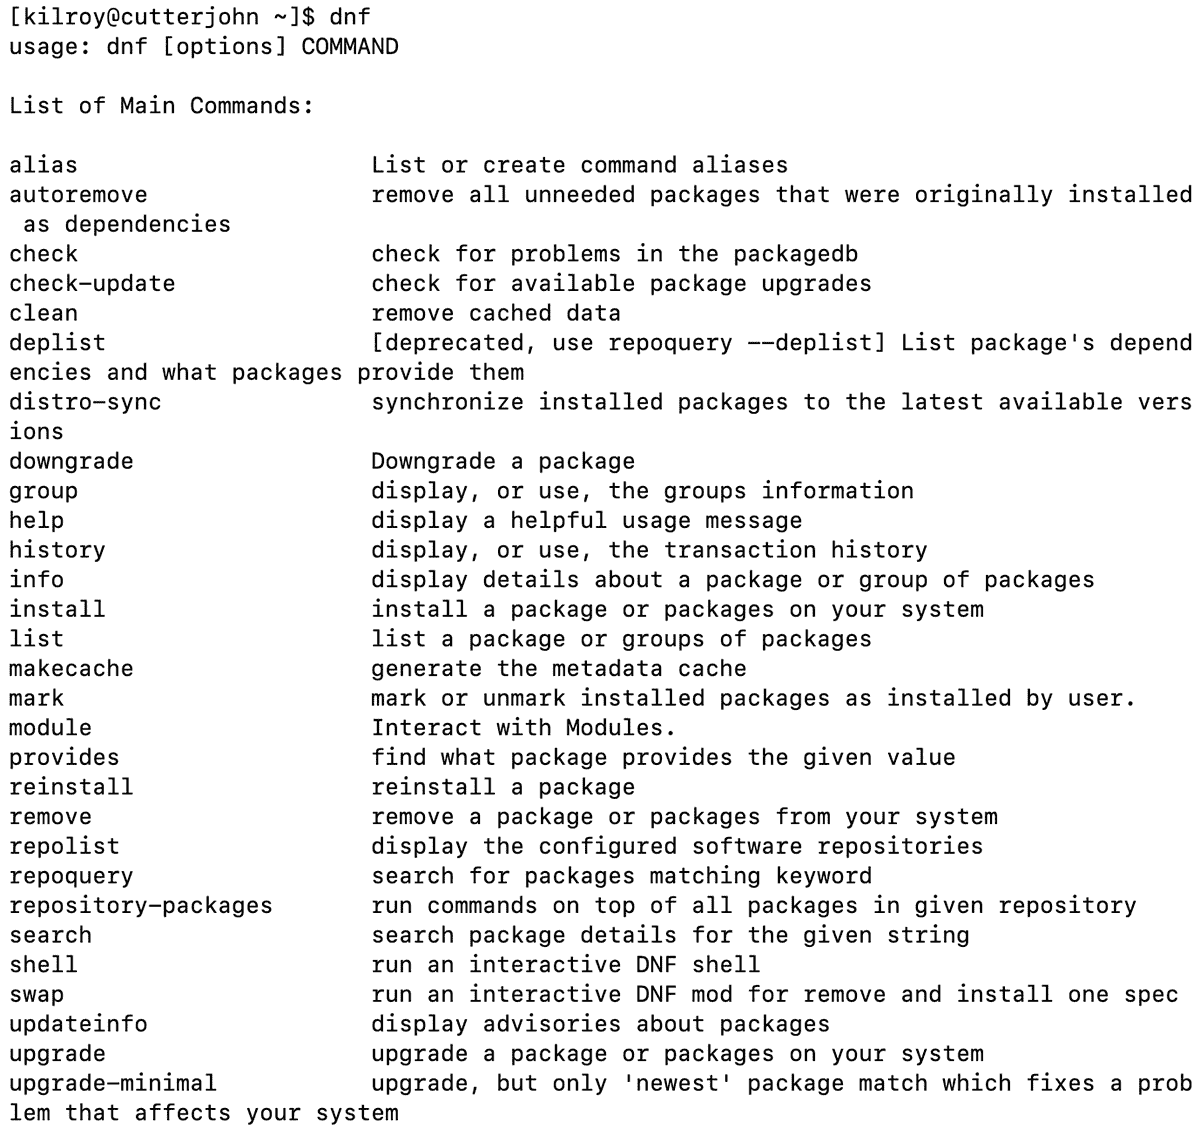 [kilroy@cutterjohn ~]$ dnf
usage: dnf [options] COMMAND

List of Main Commands:

alias                     List or create command aliases
autoremove                remove all unneeded packages that were originally installed
 as dependencies
check                     check for problems in the packagedb
check-update              check for available package upgrades
clean                     remove cached data
deplist                   [deprecated, use repoquery --deplist] List package's depend
encies and what packages provide them
distro-sync               synchronize installed packages to the latest available vers
ions
downgrade                 Downgrade a package
group                     display, or use, the groups information
help                      display a helpful usage message
history                   display, or use, the transaction history
info                      display details about a package or group of packages
install                   install a package or packages on your system
list                      list a package or groups of packages
makecache                 generate the metadata cache
mark                      mark or unmark installed packages as installed by user.
module                    Interact with Modules.
provides                  find what package provides the given value
reinstall                 reinstall a package
remove                    remove a package or packages from your system
repolist                  display the configured software repositories
repoquery                 search for packages matching keyword
repository-packages       run commands on top of all packages in given repository
search                    search package details for the given string
shell                     run an interactive DNF shell
swap                      run an interactive DNF mod for remove and install one spec
updateinfo                display advisories about packages
upgrade                   upgrade a package or packages on your system
upgrade-minimal           upgrade, but only 'newest' package match which fixes a prob
lem that affects your system